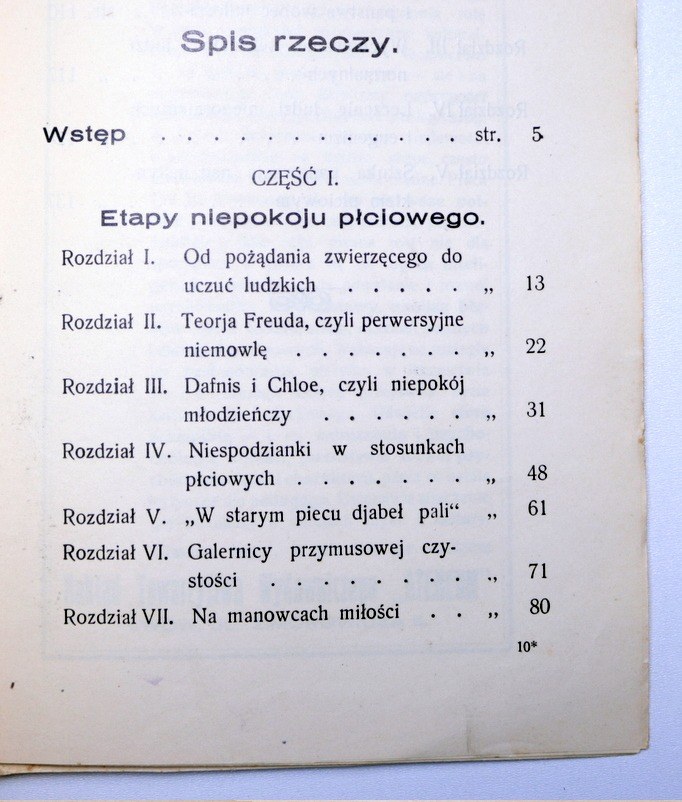 Spis rzeczy.
Wstęp . . . . . . . . . . . . str. 5
CZĘŚĆ I.
Etapy niepokoju płciowego.
Rozdział I. Od pożądania zwierzęcego do
uczuć ludzkich . . . . . . „ 13
Rozdział II. Teorja Freuda, czyli perwersyjne
niemowlę . . . . . . . „ 22
Rozdział III. Dafnis i Chloe, czyli niepokój
młodzieńczy . . . . . . „ 31
Rozdział IV. Niespodzianki w stosunkach
płciowych . . . . . . . „ 48
Rozdział V. „W starym piecu djabeł pali“ „ 61
Rozdział VI. Galernicy przymusowej czy-
stości . . . . . . . . . „ 71
Rozdział VII. Na manowcach miłości . . „ 80
10*